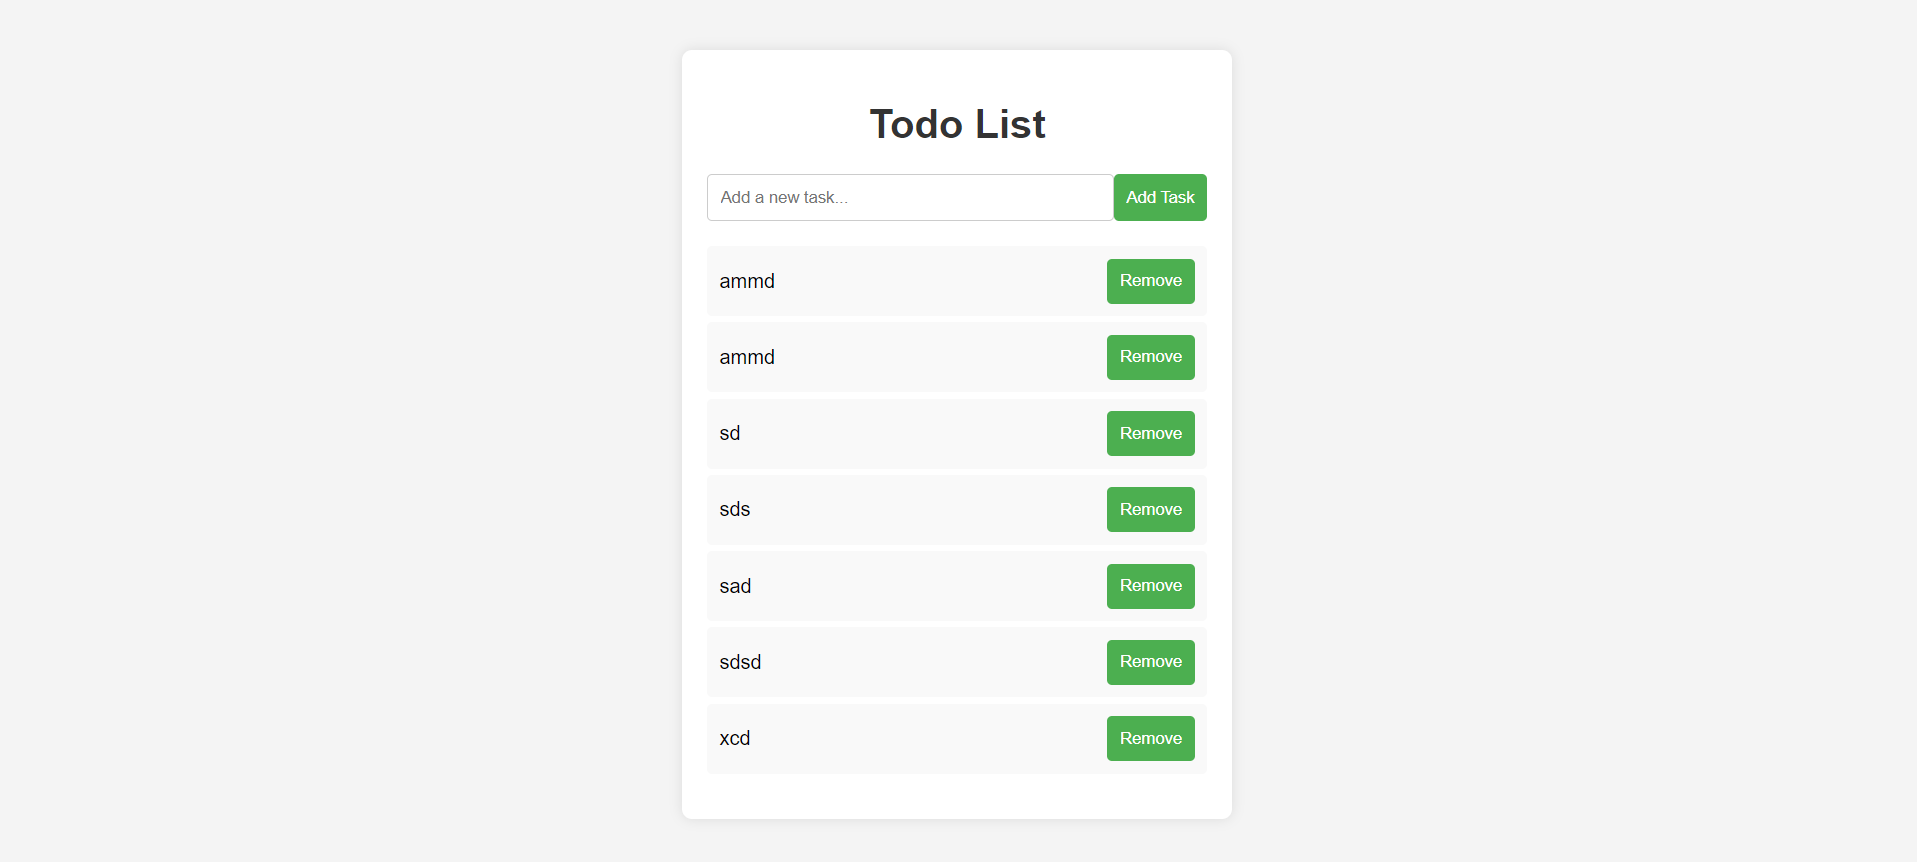 Todo List
Add a new task...
Add Task
ammd
Remove
ammd
Remove
sd
Remove
sds
Remove
sad
Remove
sdsd
Remove
xcd
Remove